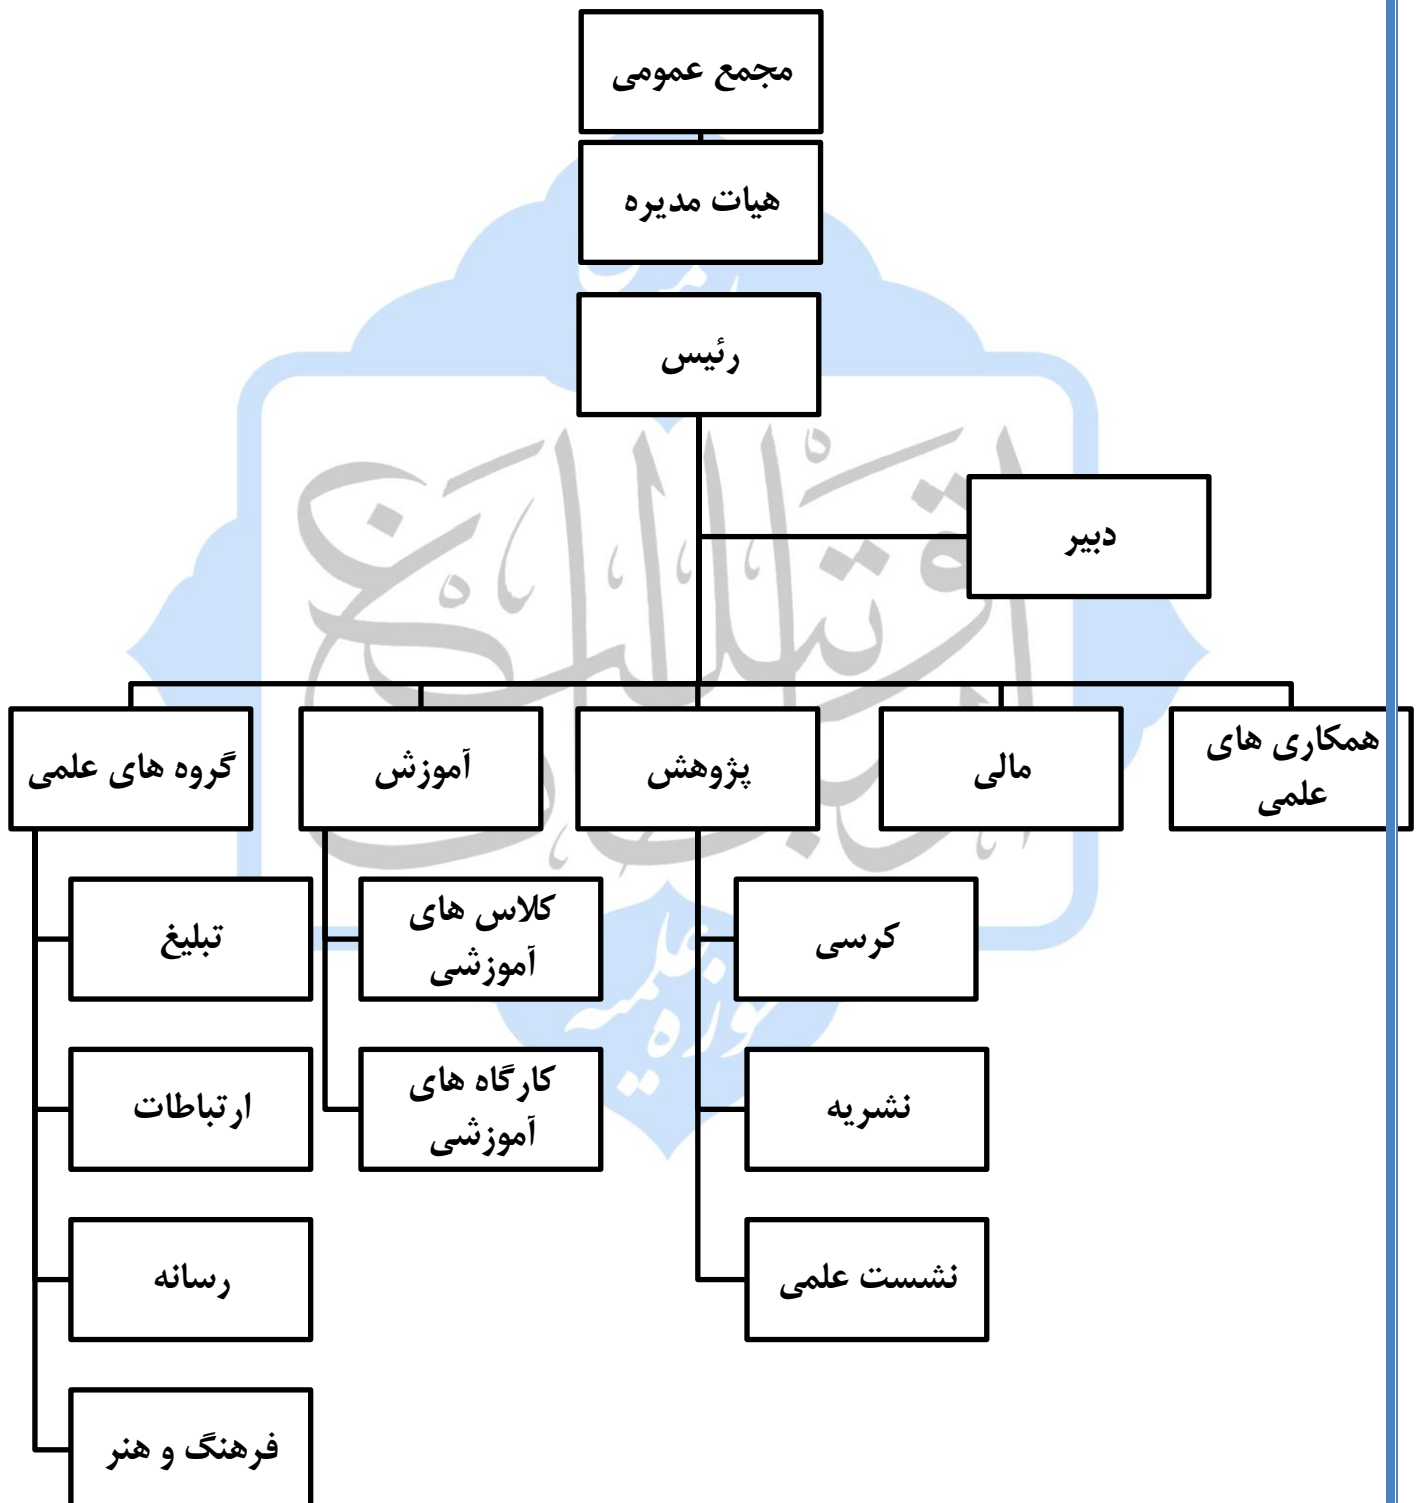 مجمع عمومی
هیات مدیره
رئیس
دبیر
همکاری های
علمی
مالی
پژوهش
آموزش
گروه های علمی
کرسی
کلاس های
آموزشی
تبلیغ
نشریه
کارگاه های
آموزشی
ارتباطات
نشست علمی
رسانه
فرهنگ و هنر